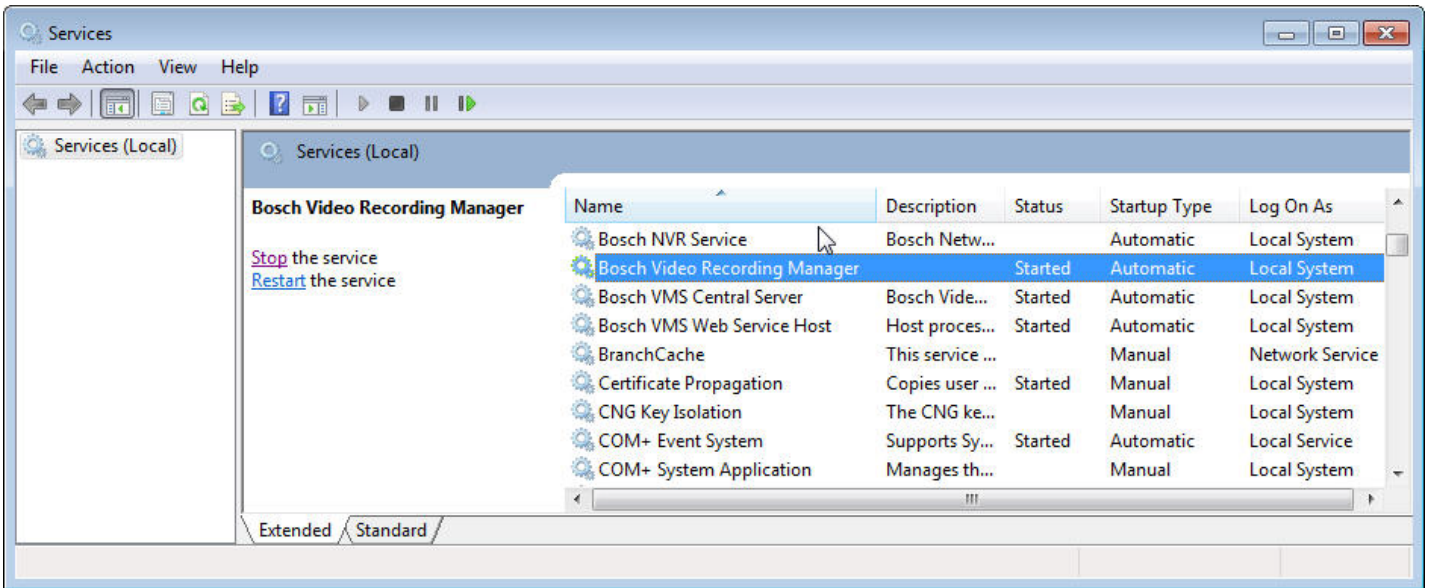 Services
File Action View Help
Services (Local)
Services (Local)
Bosch Video Recording Manager
Stop the service
Restart the service
Name Description Status Startup Type Log On As
Bosch NVR Service Bosch Netw... Automatic Local System
Bosch Video Recording Manager Started Automatic Local System
Bosch VMS Central Server Bosch Vide... Started Automatic Local System
Bosch VMS Web Service Host Host proces... Started Automatic Local System
BranchCache This service ... Manual Network Service
Certificate Propagation Copies user ... Started Manual Local System
CNG Key Isolation The CNG ke... Manual Local System
COM+ Event System Supports Sy... Started Automatic Local Service
COM+ System Application Manages th... Manual Local System
Extended Standard